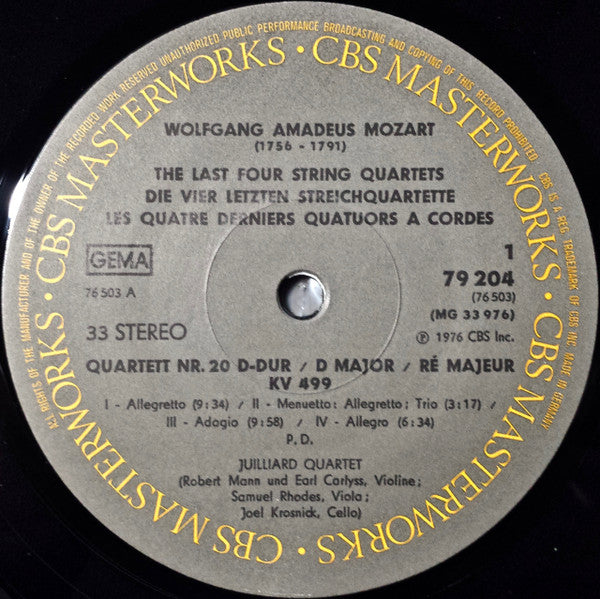 ALL RIGHTS OF THE MANUFACTURER AND OF THE OWNER OF THE RECORDED WORK RESERVED UNAUTHORIZED PUBLIC PERFORMANCE BROADCASTING AND COPYING OF THIS RECORD PROHIBITED. CBS IS A REG. TRADEMARK OF CBS INC. MADE IN GERMANY
CBS MASTERWORKS • CBS MASTERWORKS • CBS MASTERWORKS • CBS MASTERWORKS •
WOLFGANG AMADEUS MOZART
(1756 - 1791)
THE LAST FOUR STRING QUARTETS
DIE VIER LETZTEN STREICHQUARTETTE
LES QUATRE DERNIERS QUATUORS A CORDES
GEMA
76 503 A
33 STEREO
1
79 204
(76 503)
(MG 33 976)
℗ 1976 CBS Inc.
QUARTETT NR. 20 D-DUR / D MAJOR / RÉ MAJEUR
KV 499
I - Allegretto (9:34) / II - Menuetto: Allegretto; Trio (3:17) /
III - Adagio (9:58) / IV - Allegro (6:34)
P. D.
JUILLIARD QUARTET
(Robert Mann und Earl Carlyss, Violine;
Samuel Rhodes, Viola;
Joel Krosnick, Cello)